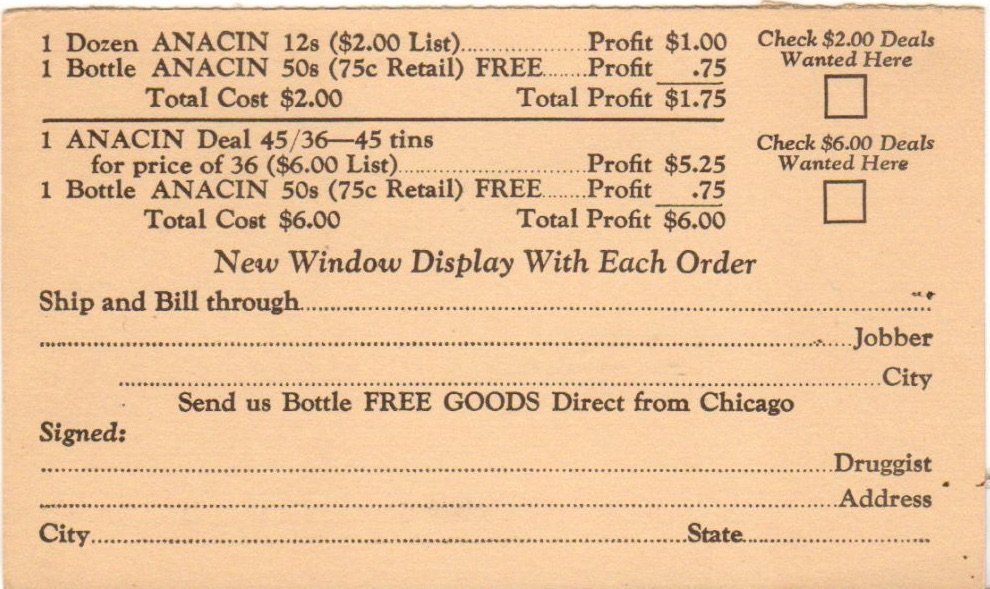 1 Dozen ANACIN 12s ($2.00 List)..................Profit $1.00
1 Bottle ANACIN 50s (75c Retail) FREE.......Profit .75
Total Cost $2.00 Total Profit $1.75
Check $2.00 Deals
Wanted Here
1 ANACIN Deal 45/36—45 tins
for price of 36 ($6.00 List)..........................Profit $5.25
1 Bottle ANACIN 50s (75c Retail) FREE.......Profit .75
Total Cost $6.00 Total Profit $6.00
Check $6.00 Deals
Wanted Here
New Window Display With Each Order
Ship and Bill through..........................................................................
..........................................................................Jobber
..........................................................................City
Send us Bottle FREE GOODS Direct from Chicago
Signed:
..........................................................................Druggist
..........................................................................Address
City..........................................................State..........................